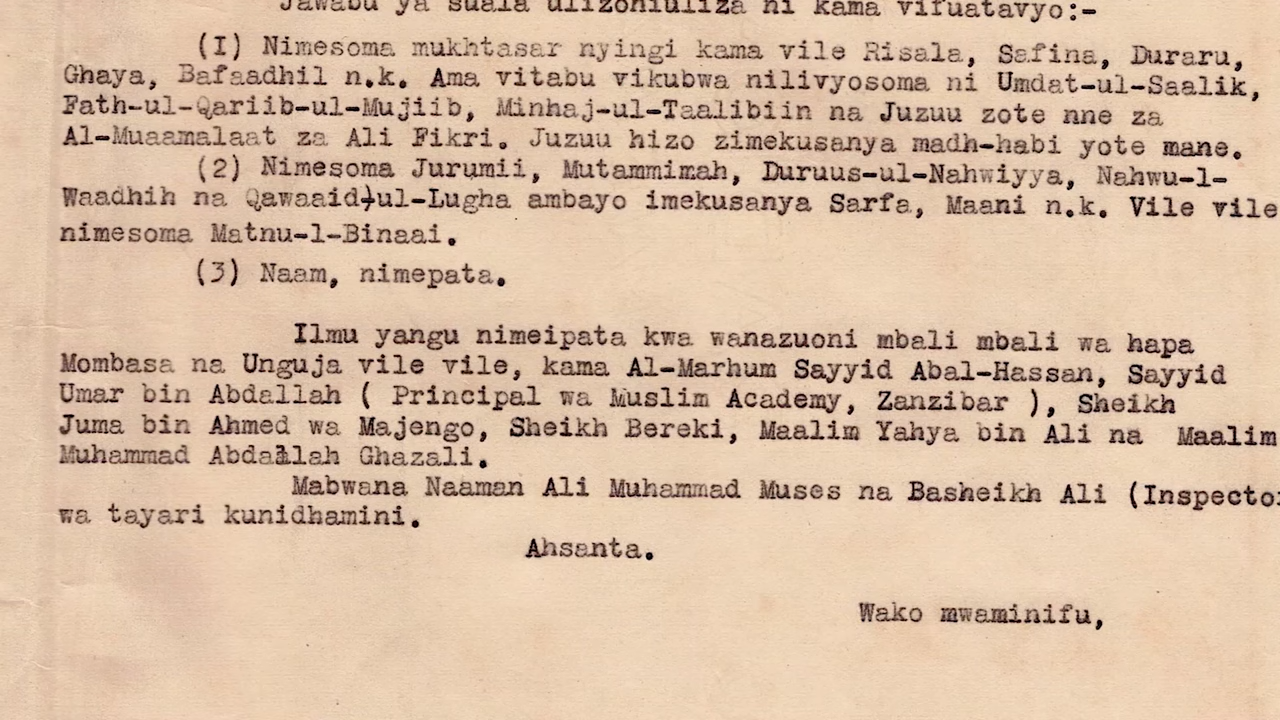 Jawabu ya suala ulizoniuliza ni kama vifuatavyo:-
(I) Nimesoma mukhtasar nyingi kama vile Risala, Safina, Duraru,
Ghaya, Bafaadhil n.k. Ama vitabu vikubwa nilivyosoma ni Umdat-ul-Saalik,
Fath-ul-Qariib-ul-Mujiib, Minhaj-ul-Taalibiin na Juzuu zote nne za
Al-Muaamalaat za Ali Fikri. Juzuu hizo zimekusanya madh-habi yote mane.
(2) Nimesoma Jurumii, Mutammimah, Duruus-ul-Nahwiyya, Nahwu-l-
Waadhih na Qawaaid-ul-Lugha ambayo imekusanya Sarfa, Maani n.k. Vile vile
nimesoma Matnu-l-Binaai.
(3) Naam, nimepata.
Ilmu yangu nimeipata kwa wanazuoni mbali mbali wa hapa
Mombasa na Unguja vile vile, kama Al-Marhum Sayyid Abal-Hassan, Sayyid
Umar bin Abdallah ( Principal wa Muslim Academy, Zanzibar ), Sheikh
Juma bin Ahmed wa Majengo, Sheikh Bereki, Maalim Yahya bin Ali na Maalim
Muhammad Abdallah Ghazali.
Mabwana Naaman Ali Muhammad Muses na Basheikh Ali (Inspector
wa tayari kunidhamini.
Ahsanta.
Wako mwaminifu,